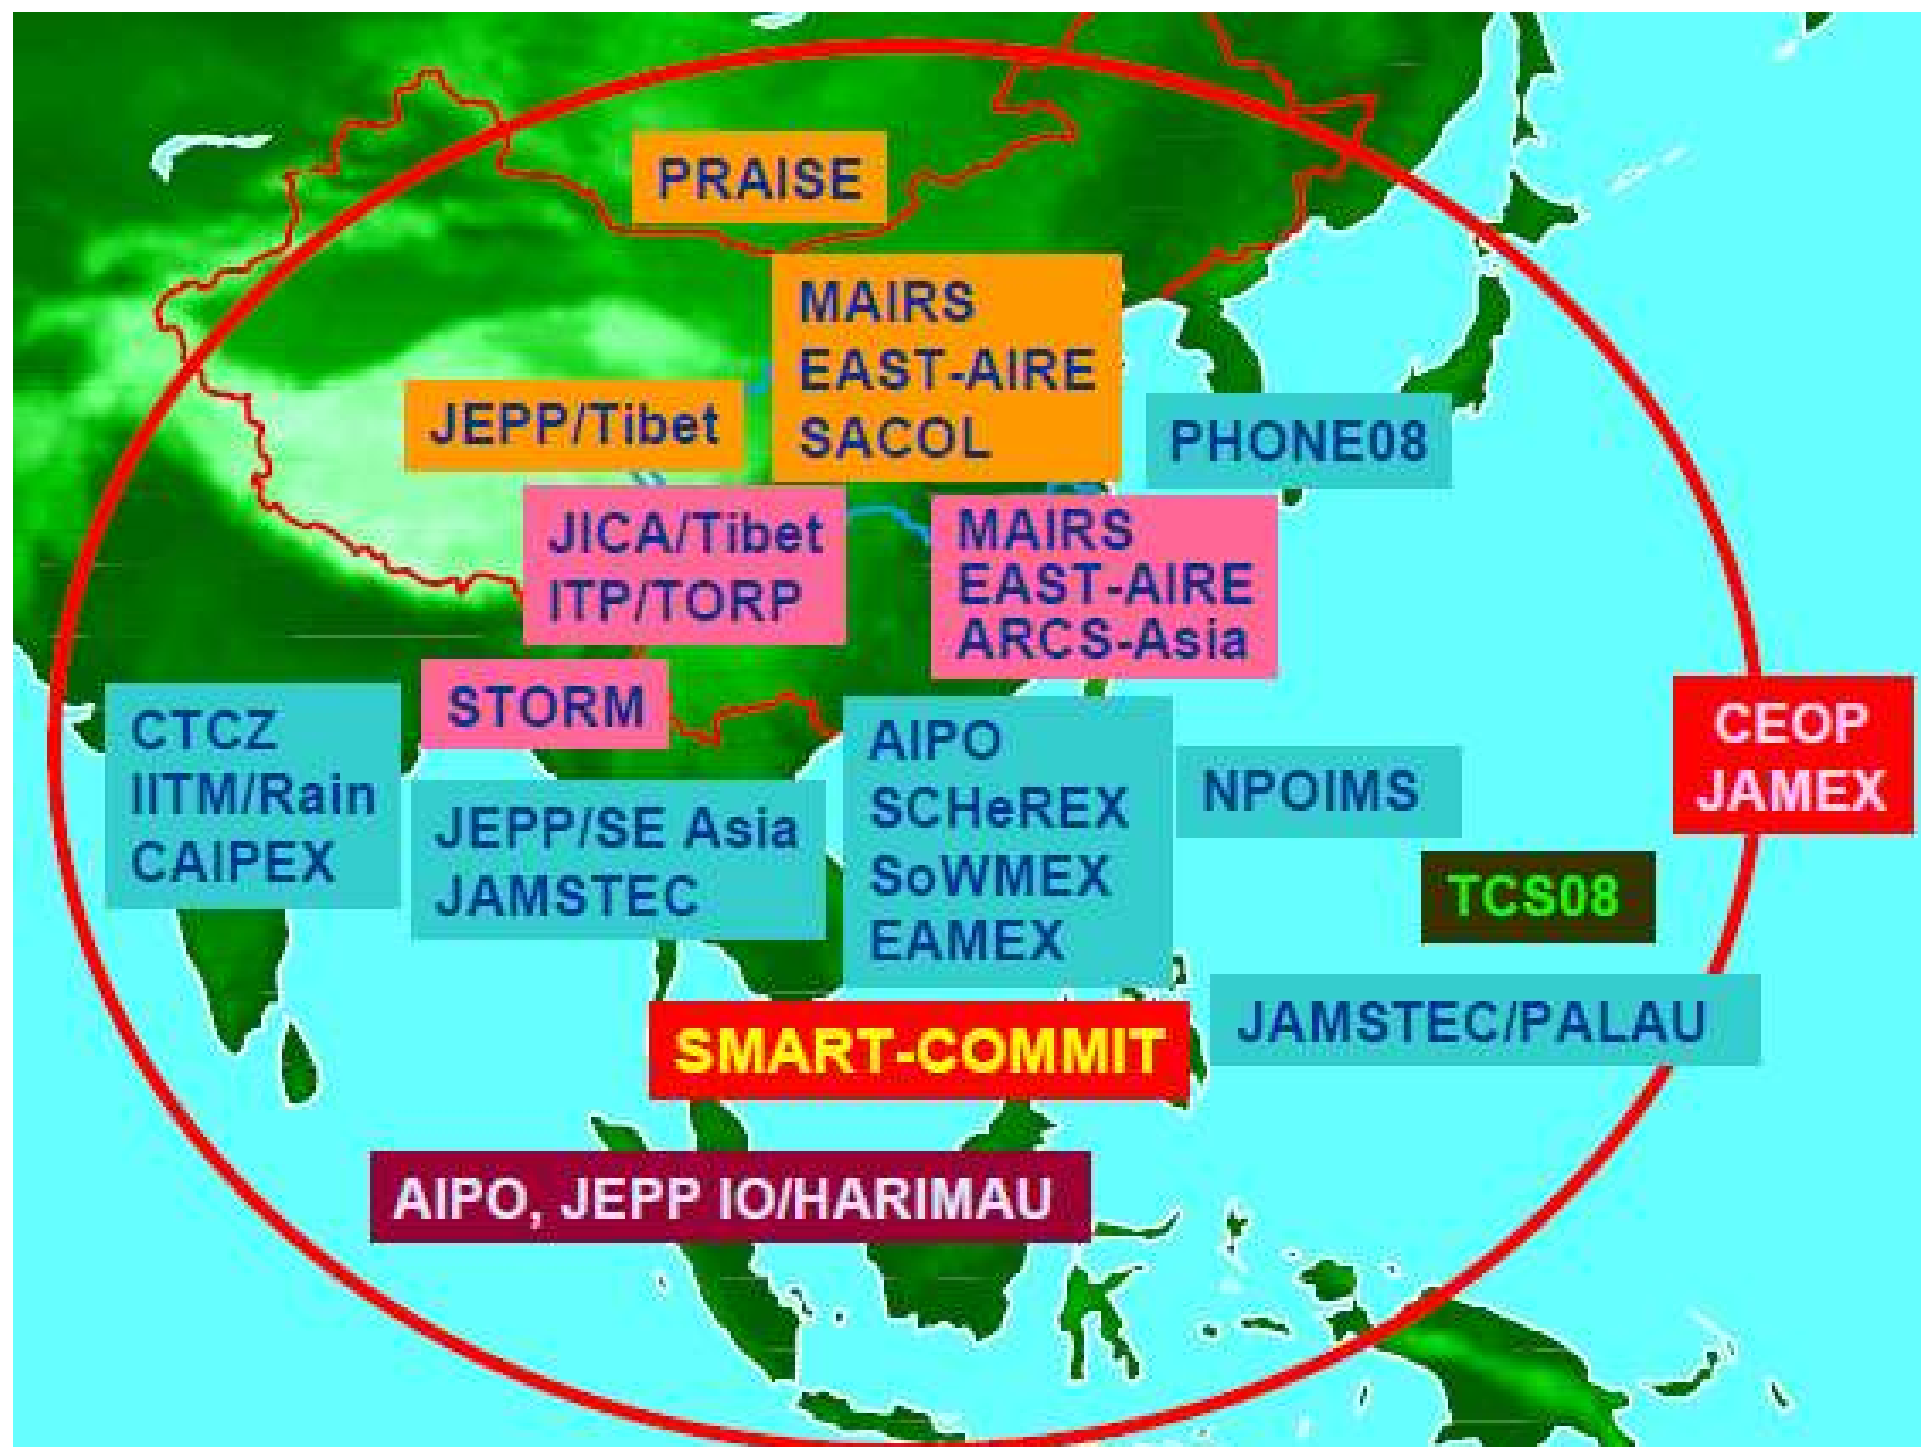 PRAISE
MAIRS
EAST-AIRE
SACOL
JEPP/Tibet
PHONE08
JICA/Tibet
ITP/TORP
MAIRS
EAST-AIRE
ARCS-Asia
STORM
CTCZ
IITM/Rain
CAIPEX
JEPP/SE Asia
JAMSTEC
AIPO
SCHeREX
SoWMEX
EAMEX
NPOIMS
CEOP
JAMEX
TCS08
JAMSTEC/PALAU
SMART-COMMIT
AIPO, JEPP IO/HARIMAU